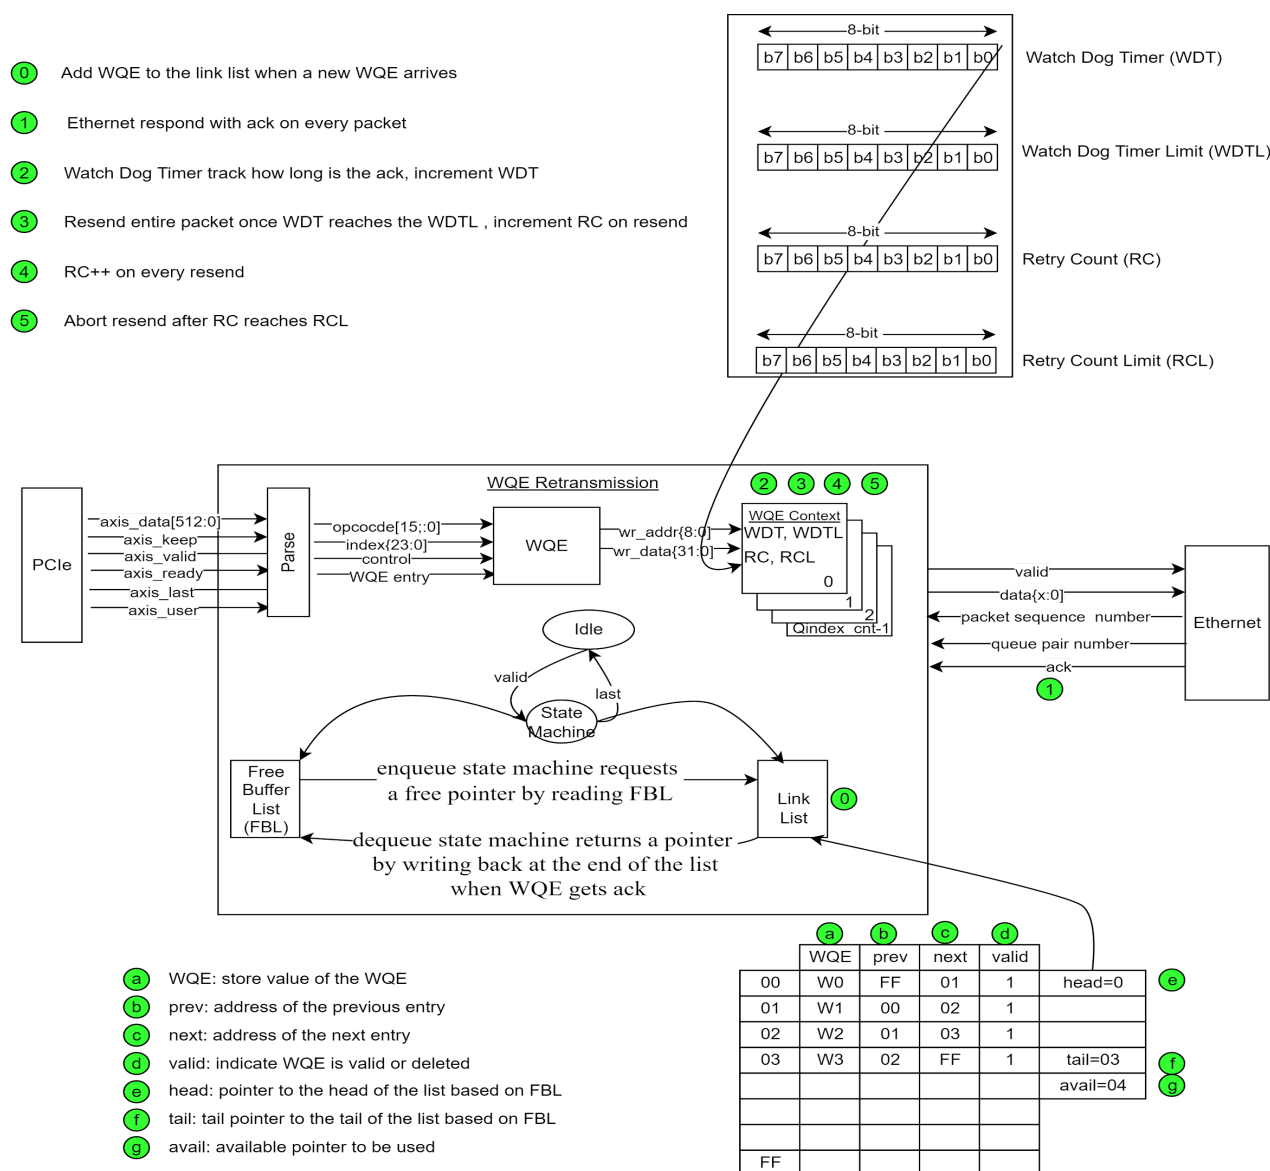 0 Add WQE to the link list when a new WQE arrives
1 Ethernet respond with ack on every packet
2 Watch Dog Timer track how long is the ack, increment WDT
3 Resend entire packet once WDT reaches the WDTL , increment RC on resend
4 RC++ on every resend
5 Abort resend after RC reaches RCL
8-bit
b7 b6 b5 b4 b3 b2 b1 b0 Watch Dog Timer (WDT)
8-bit
b7 b6 b5 b4 b3 b2 b1 b0 Watch Dog Timer Limit (WDTL)
8-bit
b7 b6 b5 b4 b3 b2 b1 b0 Retry Count (RC)
8-bit
b7 b6 b5 b4 b3 b2 b1 b0 Retry Count Limit (RCL)
PCIe
axis_data[512:0]
axis_keep
axis_valid
axis_ready
axis_last
axis_user
Parse
WQE Retransmission
opcocde[15;:0]
index{23:0}
control
WQE entry
WQE
wr_addr{8:0}
wr_data{31:0}
2 3 4 5
WQE Context
WDT, WDTL
RC, RCL
0
1
2
Qindex cnt-1
valid
data{x:0}
packet sequence number
queue pair number
ack
1
Ethernet
Idle
valid
last
State
Machine
Free
Buffer
List
(FBL)
enqueue state machine requests
a free pointer by reading FBL
dequeue state machine returns a pointer
by writing back at the end of the list
when WQE gets ack
Link
List
0
a b c d
WQE prev next valid
00 W0 FF 01 1 head=0 e
01 W1 00 02 1
02 W2 01 03 1
03 W3 02 FF 1 tail=03 f
avail=04 g
FF
a WQE: store value of the WQE
b prev: address of the previous entry
c next: address of the next entry
d valid: indicate WQE is valid or deleted
e head: pointer to the head of the list based on FBL
f tail: tail pointer to the tail of the list based on FBL
g avail: available pointer to be used